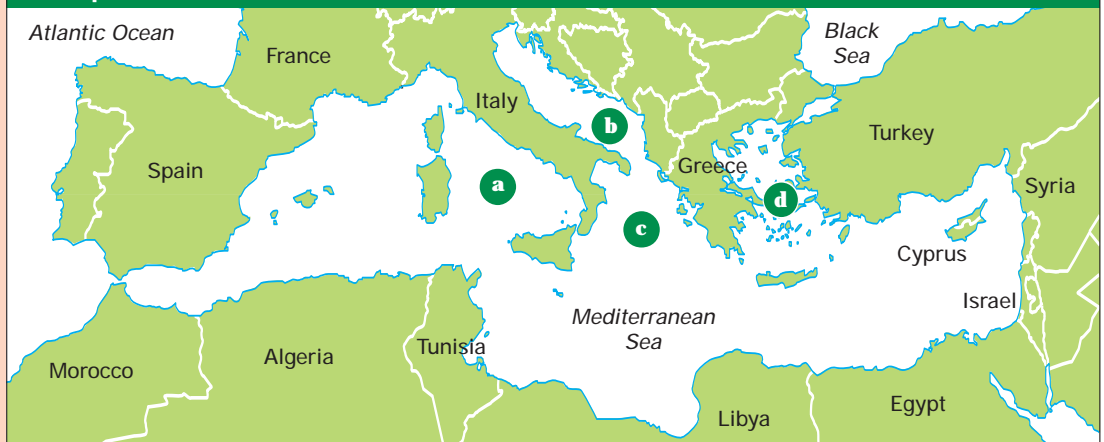 Atlantic Ocean
France
Black
Sea
Italy
b
Turkey
Spain
Greece
a
Syria
d
c
Cyprus
Israel
Mediterranean
Sea
Tunisia
Algeria
Morocco
Egypt
Libya